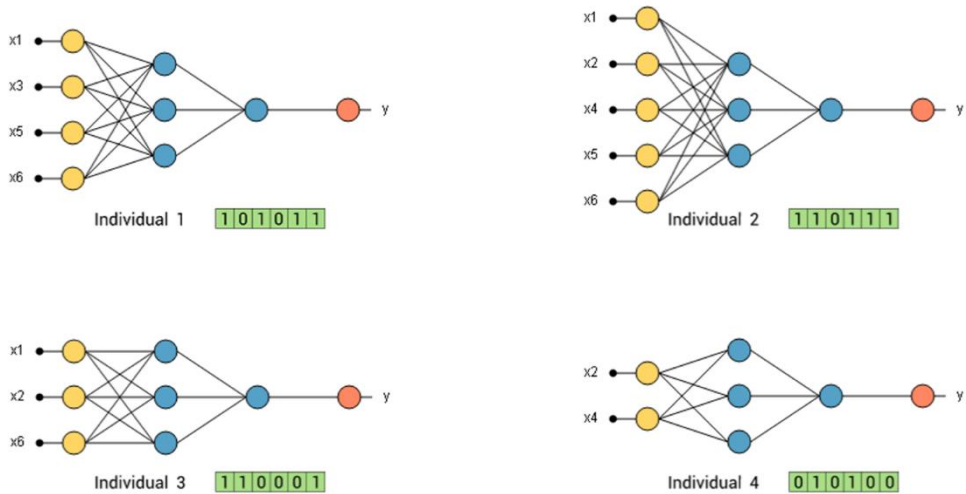 x1
x3
x5
x6
y
Individual 1 1 0 1 0 1 1
x1
x2
x4
x5
x6
y
Individual 2 1 1 0 1 1 1
x1
x2
x6
y
Individual 3 1 1 0 0 0 1
x2
x4
y
Individual 4 0 1 0 1 0 0